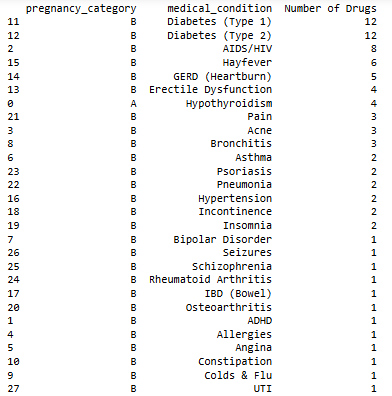 pregnancy_category medical_condition Number of Drugs
11 B Diabetes (Type 1) 12
12 B Diabetes (Type 2) 12
2 B AIDS/HIV 8
15 B Hayfever 6
14 B GERD (Heartburn) 5
13 B Erectile Dysfunction 4
0 A Hypothyroidism 4
21 B Pain 3
3 B Acne 3
8 B Bronchitis 3
6 B Asthma 2
23 B Psoriasis 2
22 B Pneumonia 2
16 B Hypertension 2
18 B Incontinence 2
19 B Insomnia 2
7 B Bipolar Disorder 1
26 B Seizures 1
25 B Schizophrenia 1
24 B Rheumatoid Arthritis 1
17 B IBD (Bowel) 1
20 B Osteoarthritis 1
1 B ADHD 1
4 B Allergies 1
5 B Angina 1
10 B Constipation 1
9 B Colds & Flu 1
27 B UTI 1